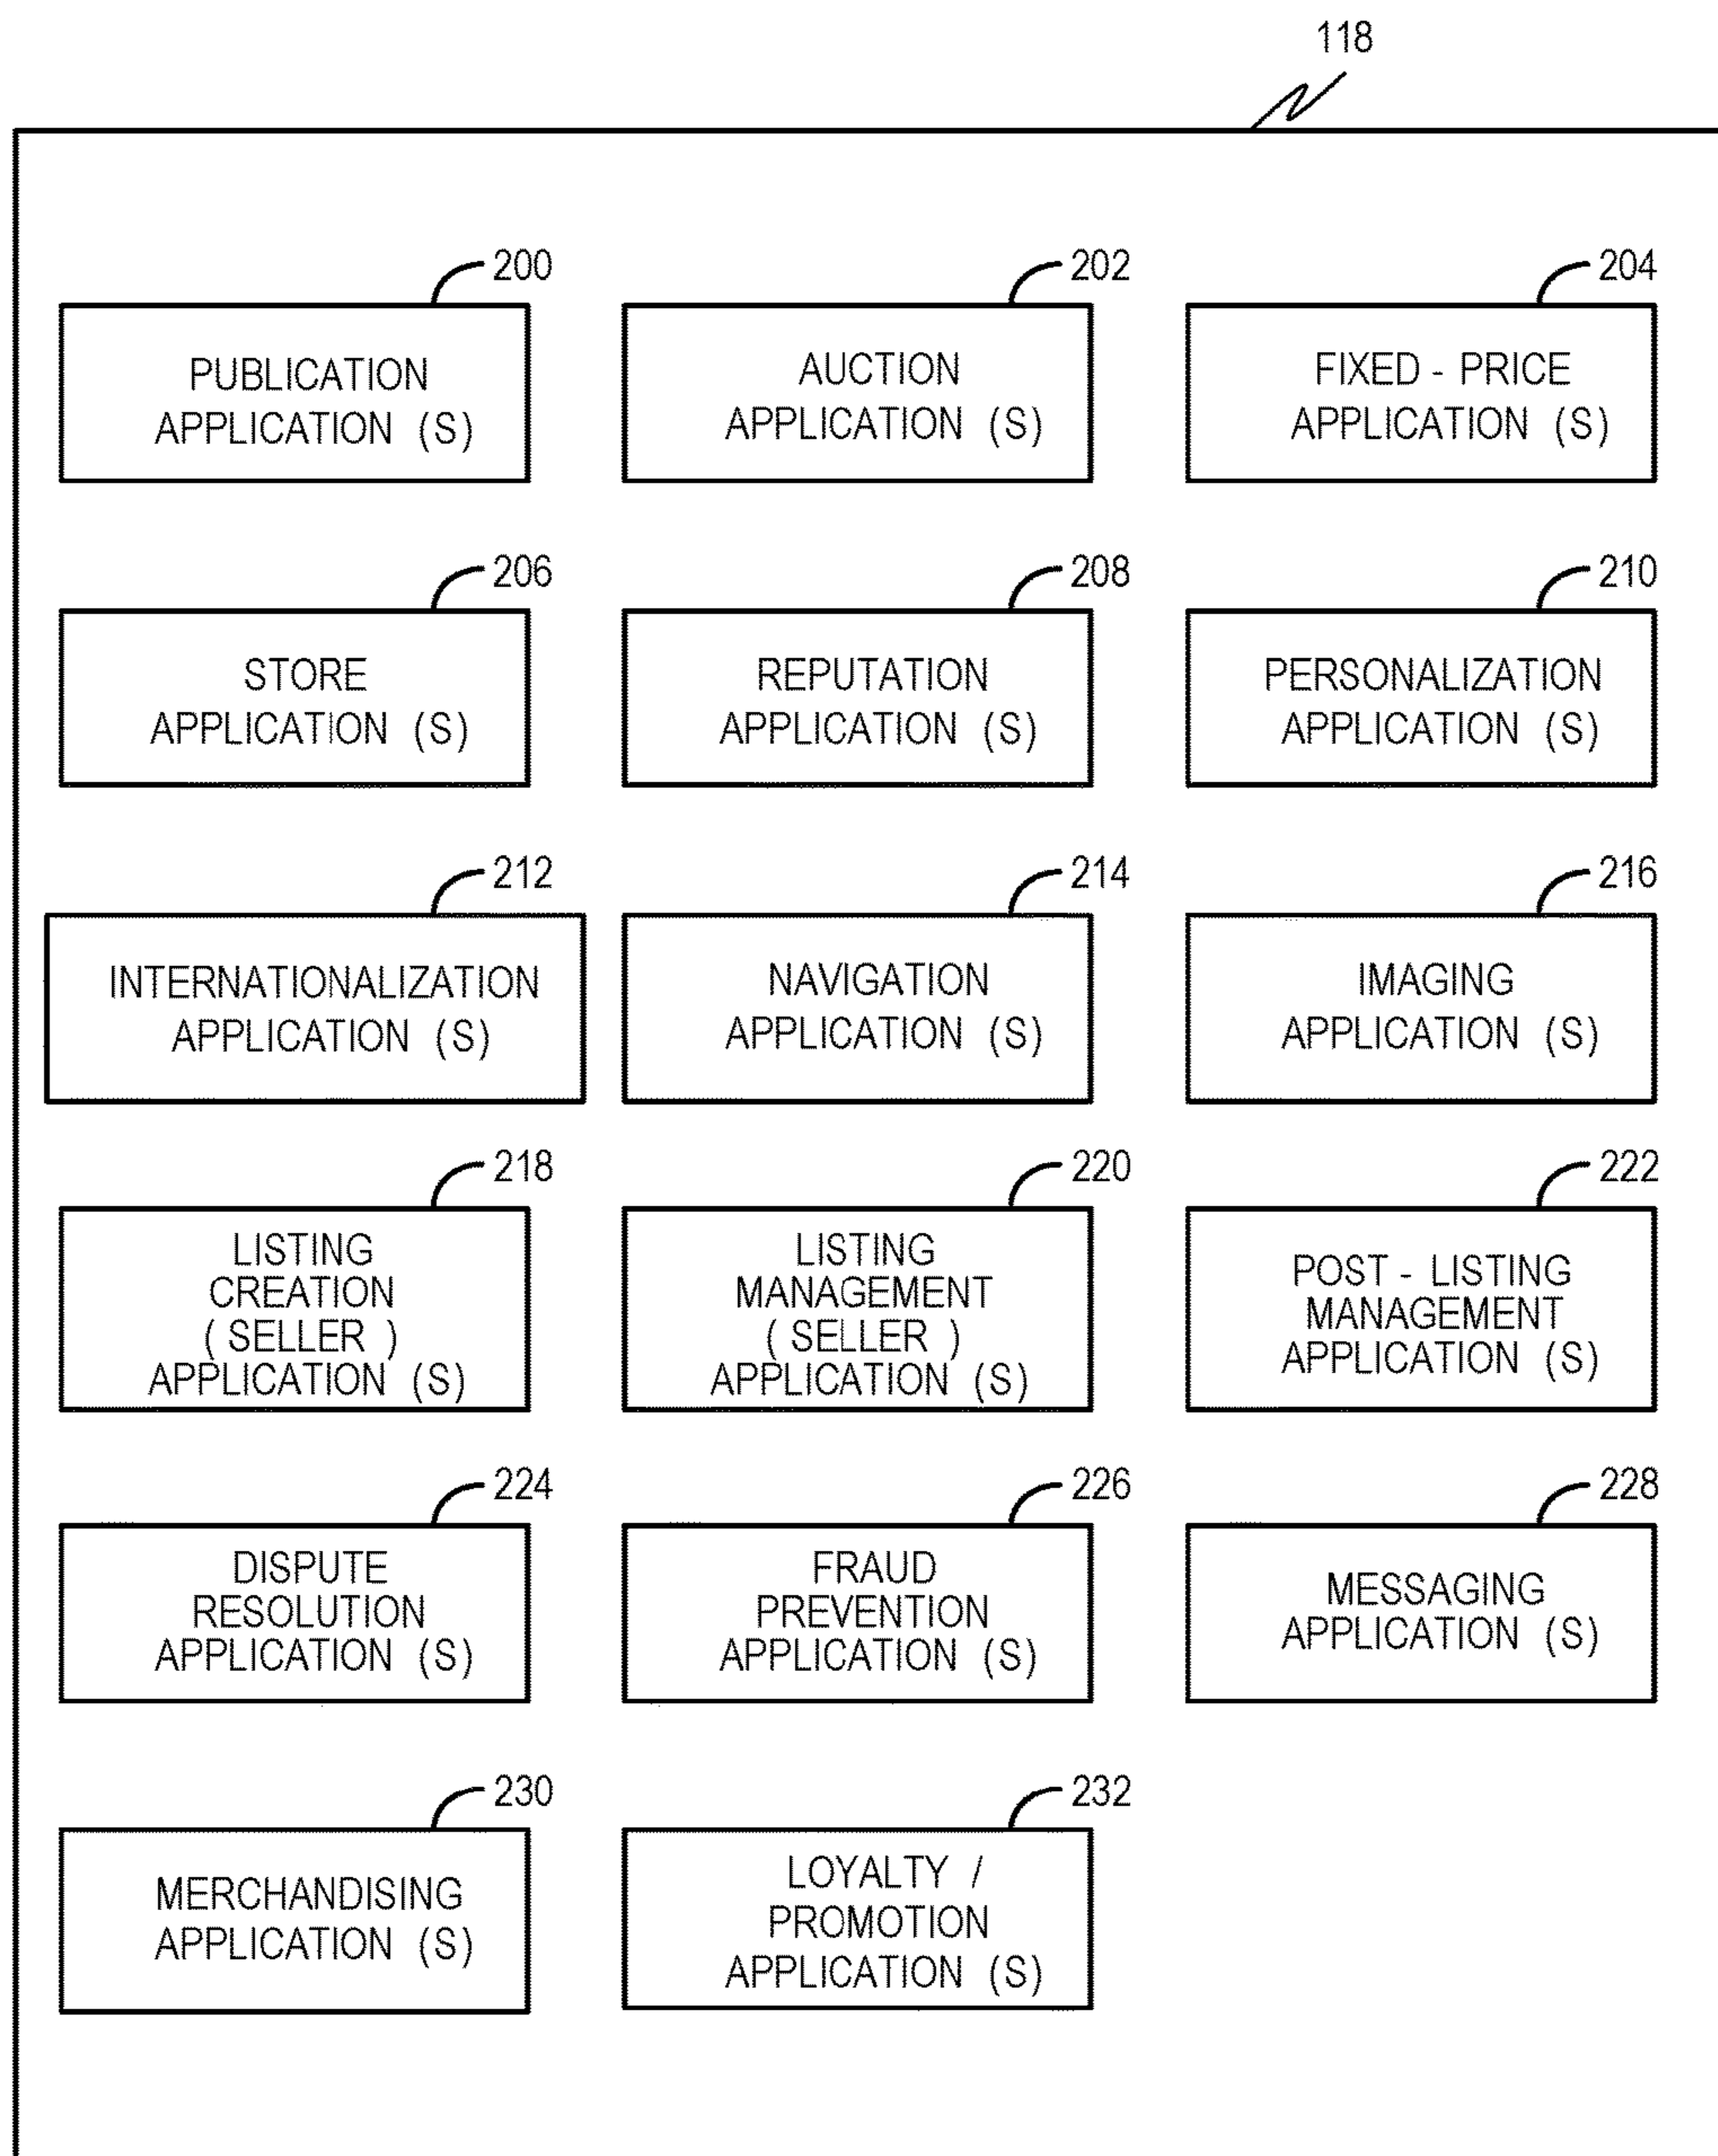 118
200
PUBLICATION
APPLICATION (S)
202
AUCTION
APPLICATION (S)
204
FIXED - PRICE
APPLICATION (S)
206
STORE
APPLICATION (S)
208
REPUTATION
APPLICATION (S)
210
PERSONALIZATION
APPLICATION (S)
212
INTERNATIONALIZATION
APPLICATION (S)
214
NAVIGATION
APPLICATION (S)
216
IMAGING
APPLICATION (S)
218
LISTING
CREATION
( SELLER )
APPLICATION (S)
220
LISTING
MANAGEMENT
( SELLER )
APPLICATION (S)
222
POST - LISTING
MANAGEMENT
APPLICATION (S)
224
DISPUTE
RESOLUTION
APPLICATION (S)
226
FRAUD
PREVENTION
APPLICATION (S)
228
MESSAGING
APPLICATION (S)
230
MERCHANDISING
APPLICATION (S)
232
LOYALTY /
PROMOTION
APPLICATION (S)